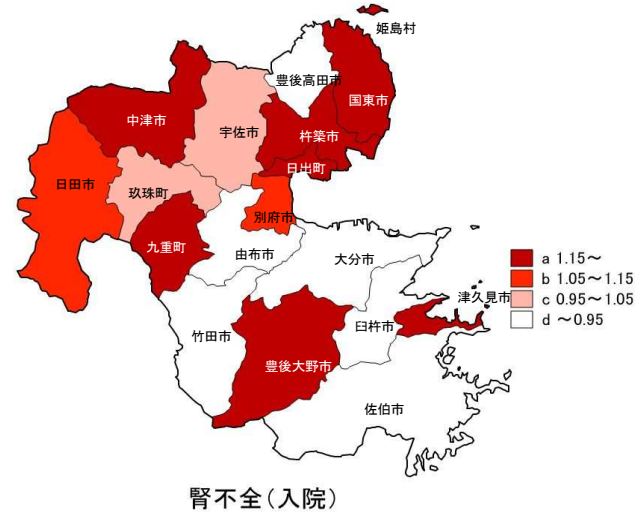 姫島村
豊後高田市
国東市
中津市
宇佐市
杵築市
日出町
日田市
玖珠町
別府市
九重町
由布市
大分市
a 1.15～
b 1.05～1.15
c 0.95～1.05
d ～0.95
津久見市
臼杵市
竹田市
豊後大野市
佐伯市
腎不全(入院)